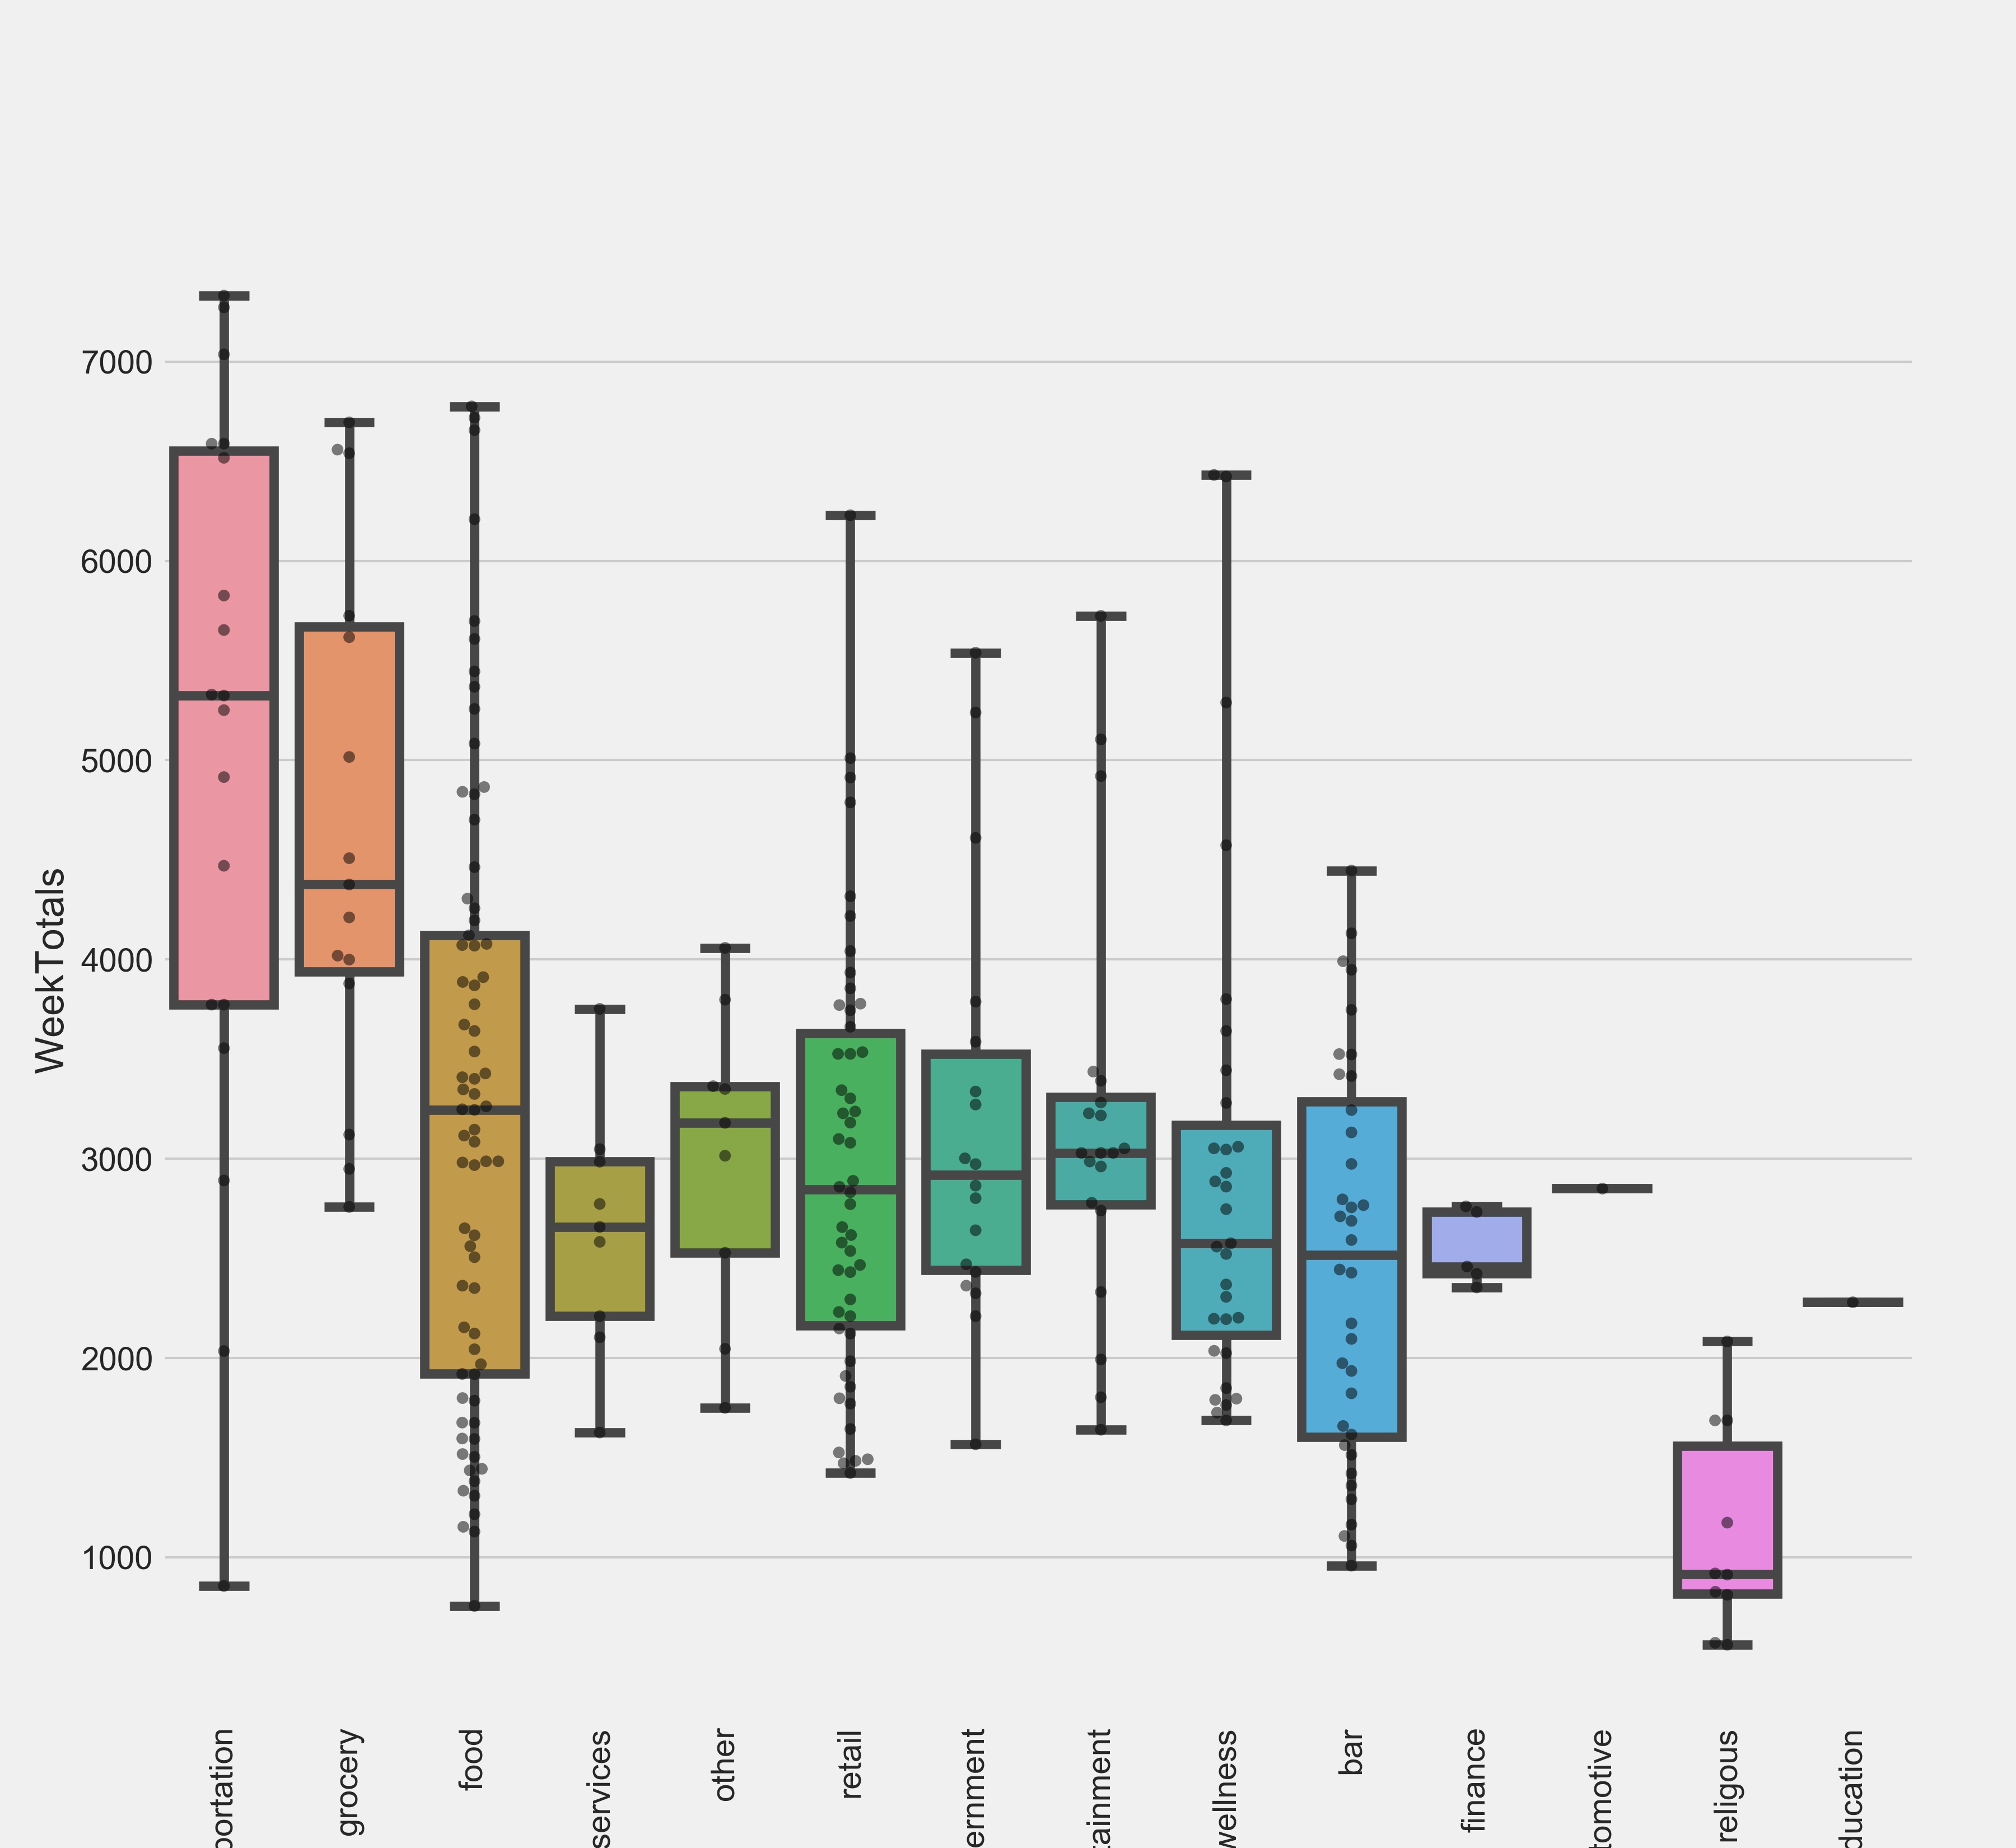 7000
6000
5000
4000
3000
2000
1000
WeekTotals
portation
grocery
food
services
other
retail
ernment
tainment
wellness
bar
finance
tomotive
religous
ducation